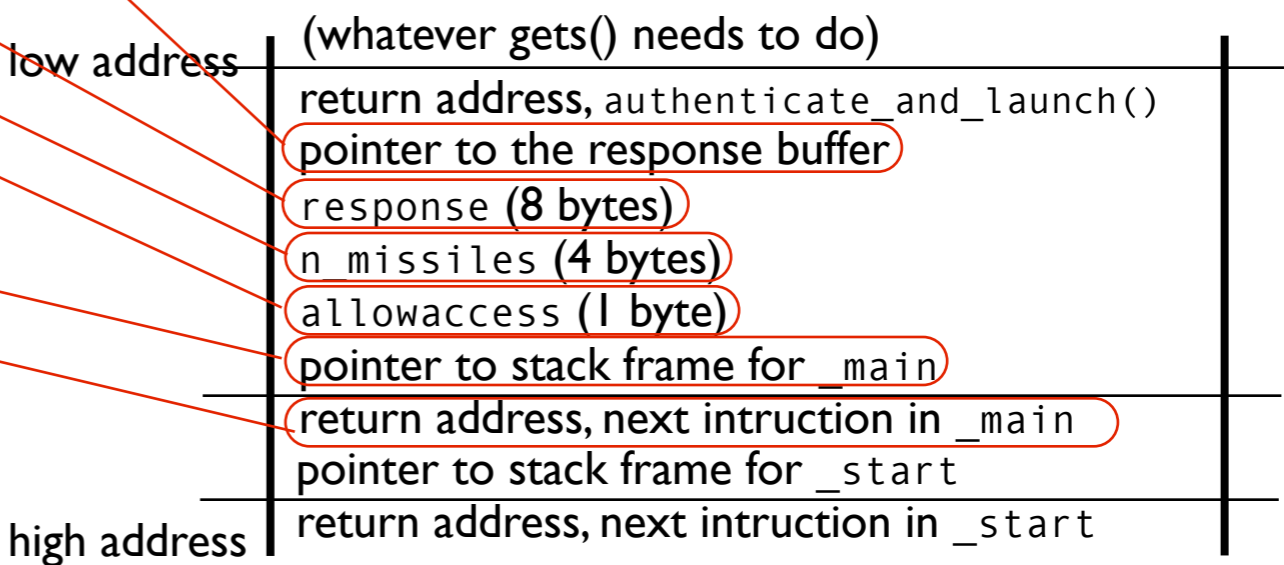 (whatever gets() needs to do)
low address
return address, authenticate_and_launch()
pointer to the response buffer
response (8 bytes)
n_missiles (4 bytes)
allowaccess (1 byte)
pointer to stack frame for _main
return address, next intruction in _main
pointer to stack frame for _start
return address, next intruction in _start
high address